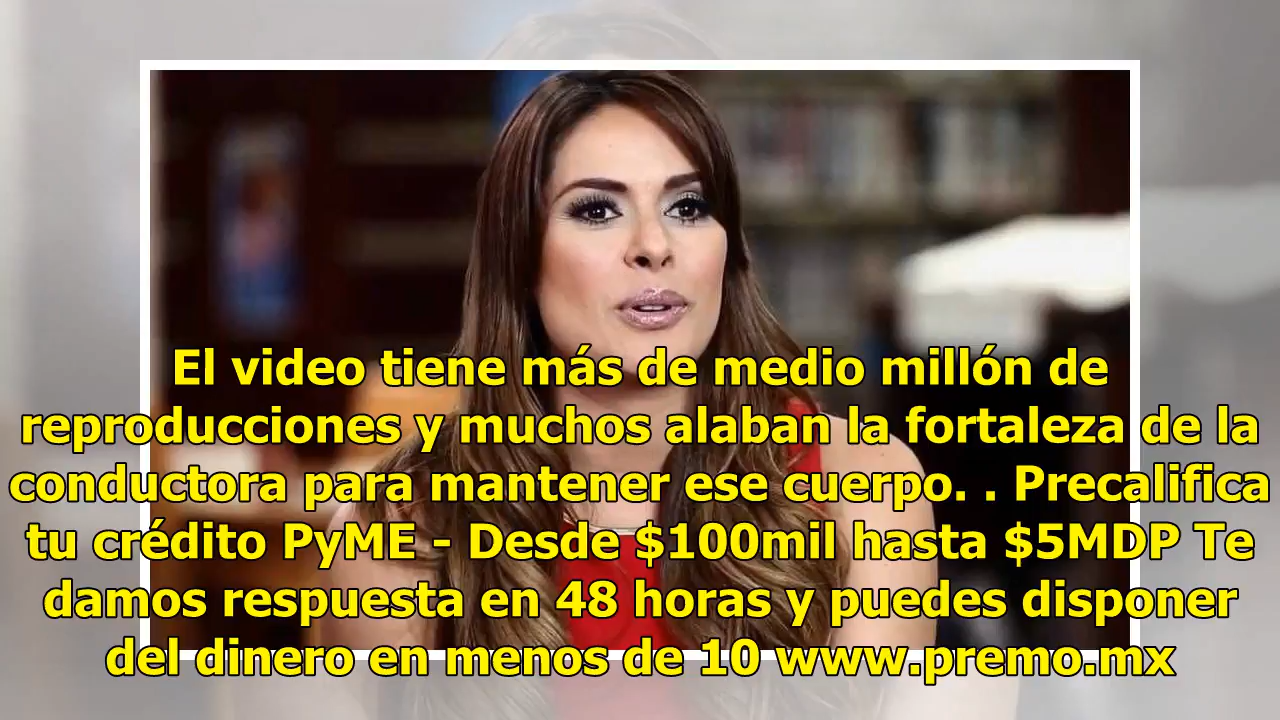 El video tiene más de medio millón de
reproducciones y muchos alaban la fortaleza de la
conductora para mantener ese cuerpo. . Precalifica
tu crédito PyME - Desde $100mil hasta $5MDP Te
damos respuesta en 48 horas y puedes disponer
del dinero en menos de 10 www.premo.mx